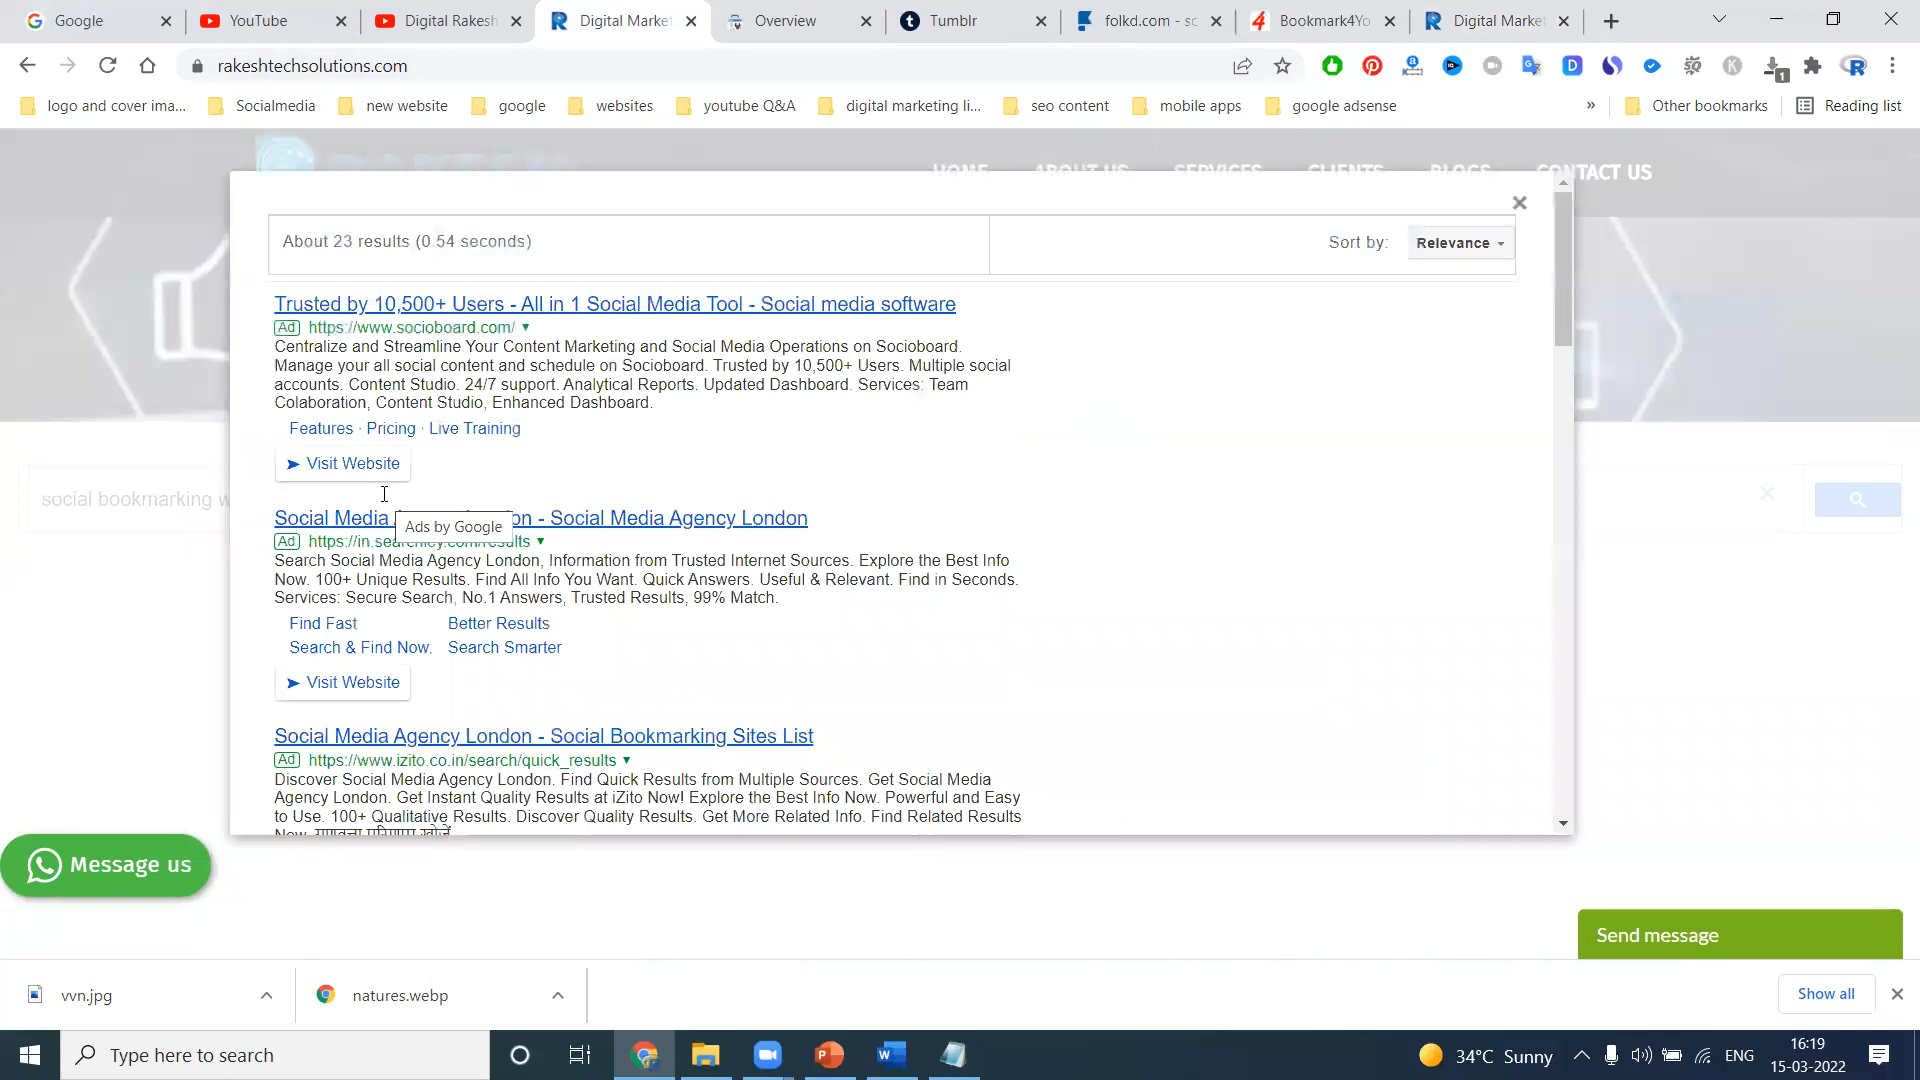 Google
YouTube
Digital Rakesh
Digital Marke
Overview
Tumblr
folkd.com - sc
Bookmark4Yo
Digital Marke
rakeshtechsolutions.com
logo and cover ima...
Socialmedia
new website
google
websites
youtube Q&A
digital marketing li...
seo content
mobile apps
google adsense
»
Other bookmarks
Reading list
HOME
ABOUT US
SERVICES
CLIENTS
BLOGS
CONTACT US
About 23 results (0.54 seconds)
Sort by:
Relevance
Trusted by 10,500+ Users - All in 1 Social Media Tool - Social media software
Ad https://www.socioboard.com/
Centralize and Streamline Your Content Marketing and Social Media Operations on Socioboard.
Manage your all social content and schedule on Socioboard. Trusted by 10,500+ Users. Multiple social
accounts. Content Studio. 24/7 support. Analytical Reports. Updated Dashboard. Services: Team
Colaboration, Content Studio, Enhanced Dashboard.
Features · Pricing · Live Training
Visit Website
social bookmarking w
Social Media on - Social Media Agency London
Ads by Google
Ad
Search Social Media Agency London, Information from Trusted Internet Sources. Explore the Best Info
Now. 100+ Unique Results. Find All Info You Want. Quick Answers. Useful & Relevant. Find in Seconds.
Services: Secure Search, No.1 Answers, Trusted Results, 99% Match.
Find Fast Better Results
Search & Find Now. Search Smarter
Visit Website
Social Media Agency London - Social Bookmarking Sites List
Ad https://www.izito.co.in/search/quick_results
Discover Social Media Agency London. Find Quick Results from Multiple Sources. Get Social Media
Agency London. Get Instant Quality Results at iZito Now! Explore the Best Info Now. Powerful and Easy
to Use. 100+ Qualitative Results. Discover Quality Results. Get More Related Info. Find Related Results
Message us
Send message
vvn.jpg
natures.webp
Show all
Type here to search
34°C Sunny
ENG
16:19
15-03-2022